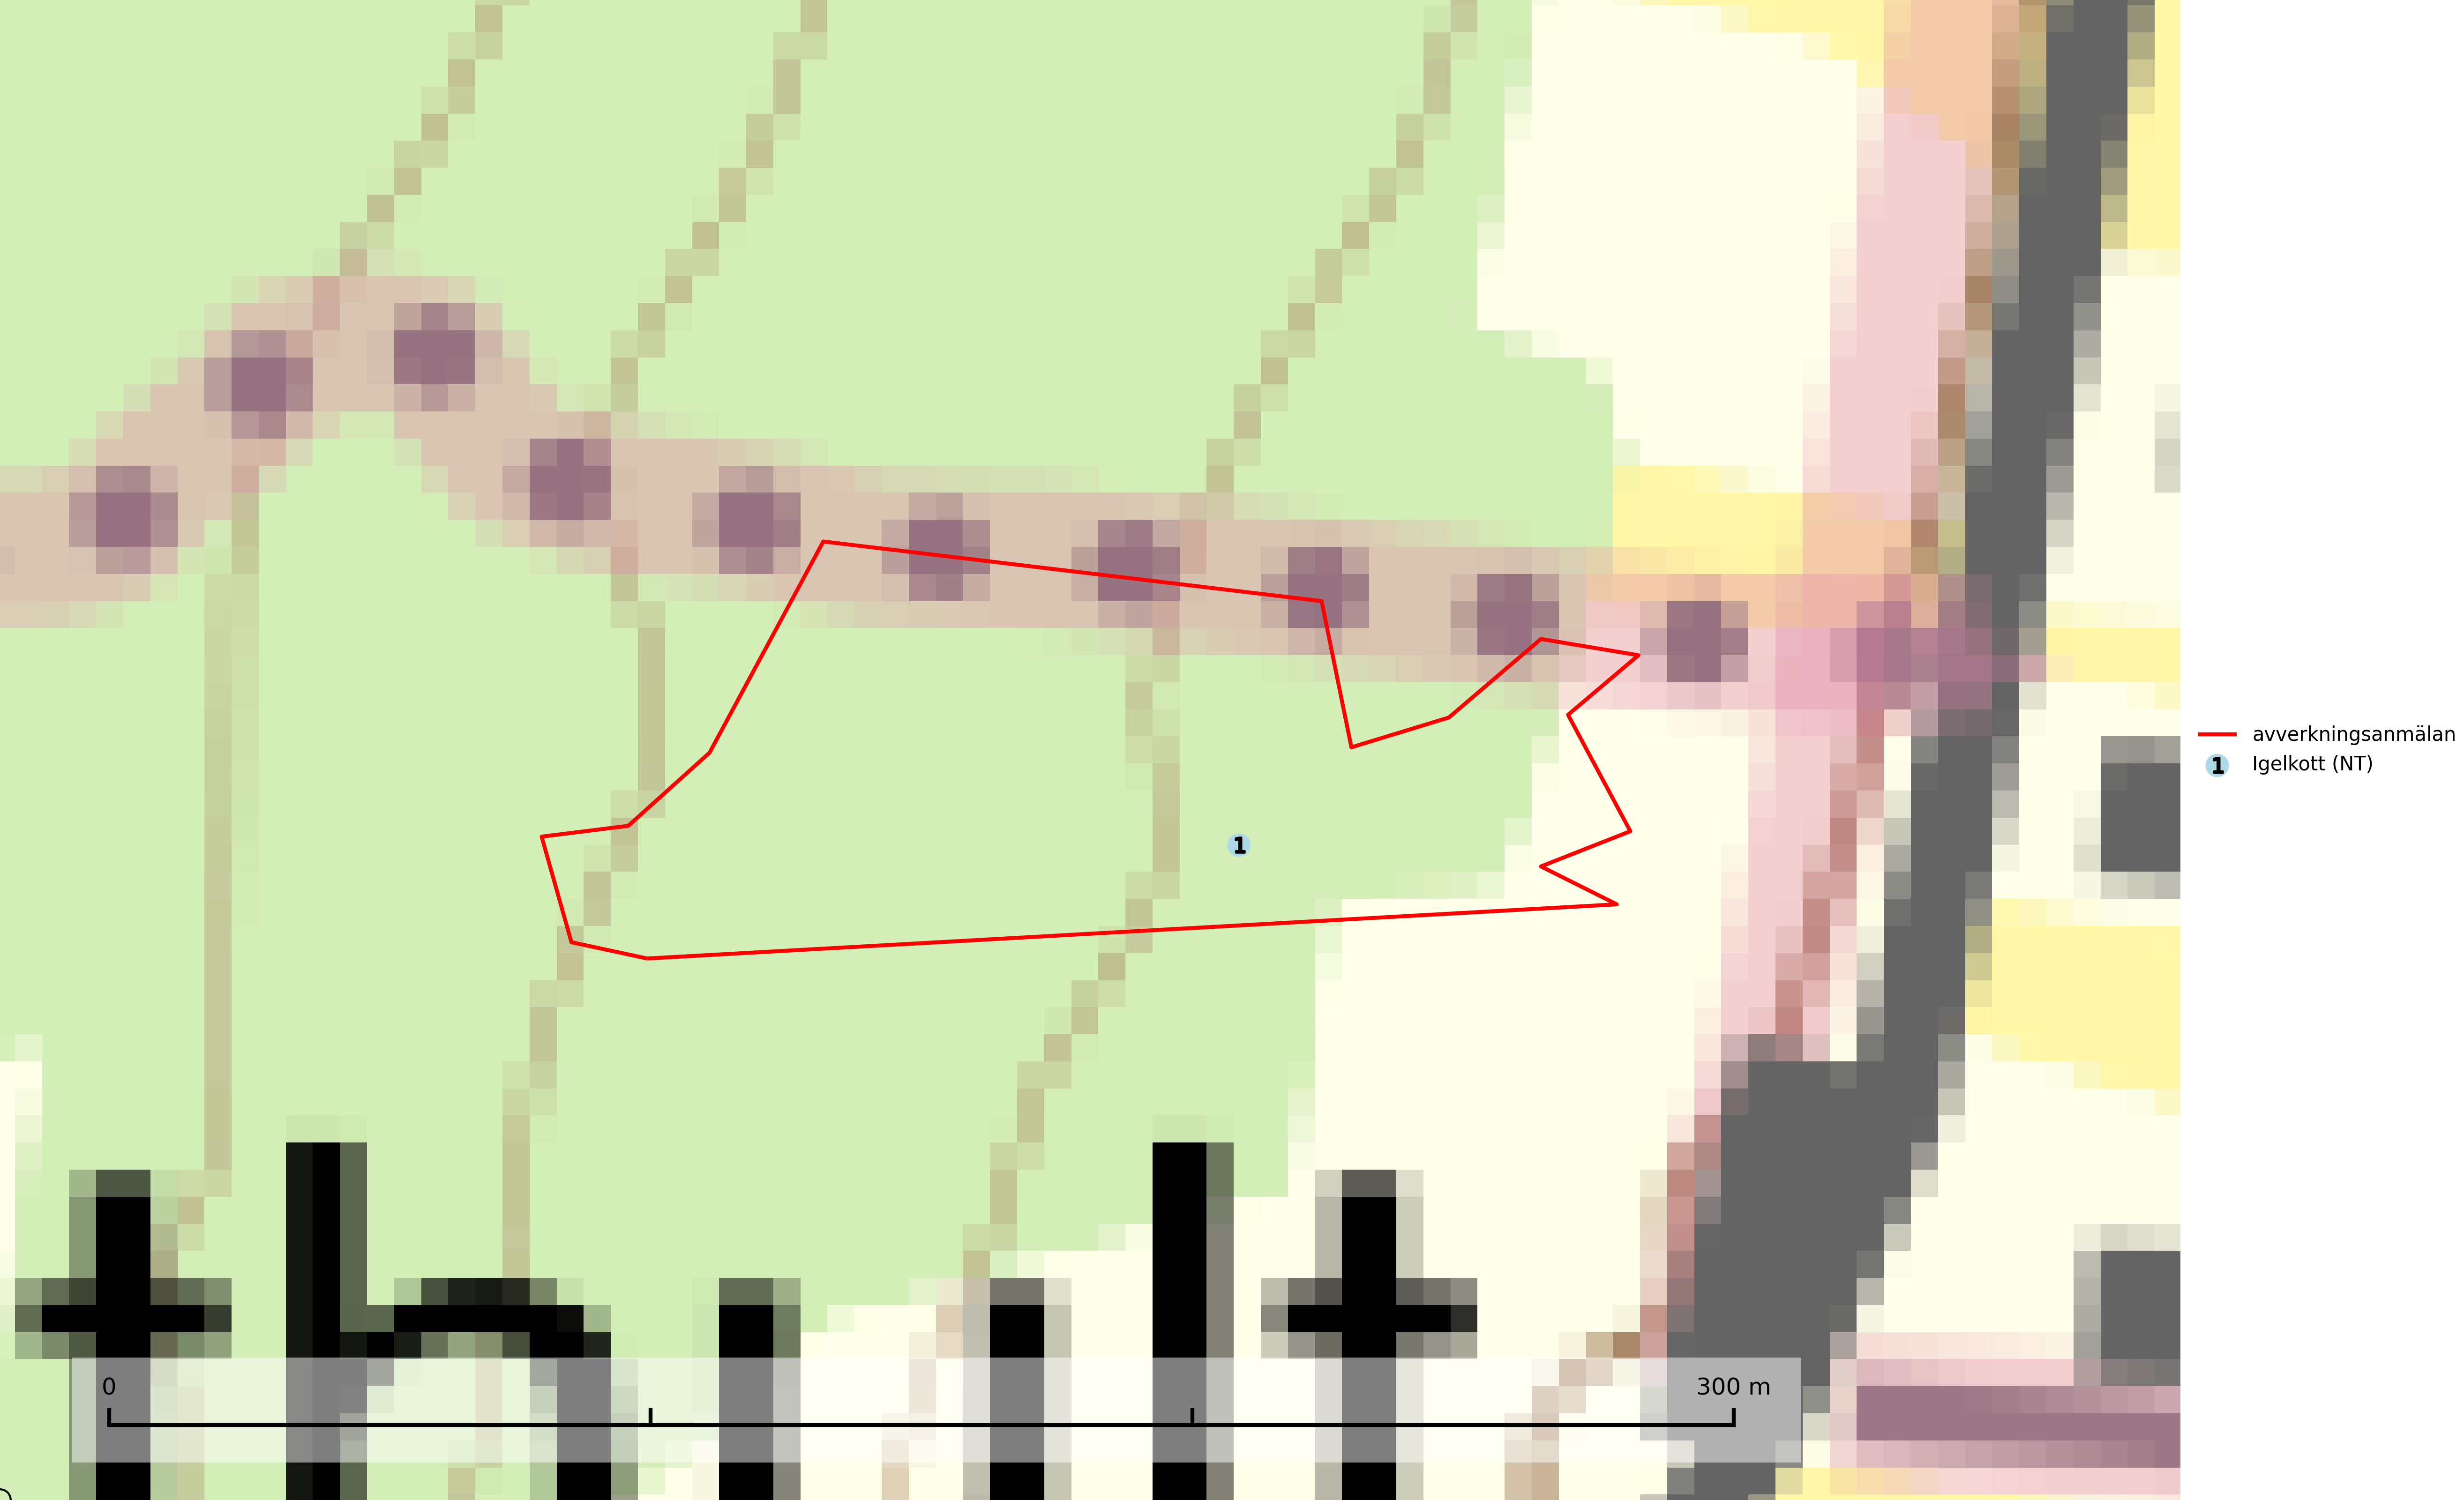 avverkningsanmälan
1 Igelkott (NT)
1
0 300 m